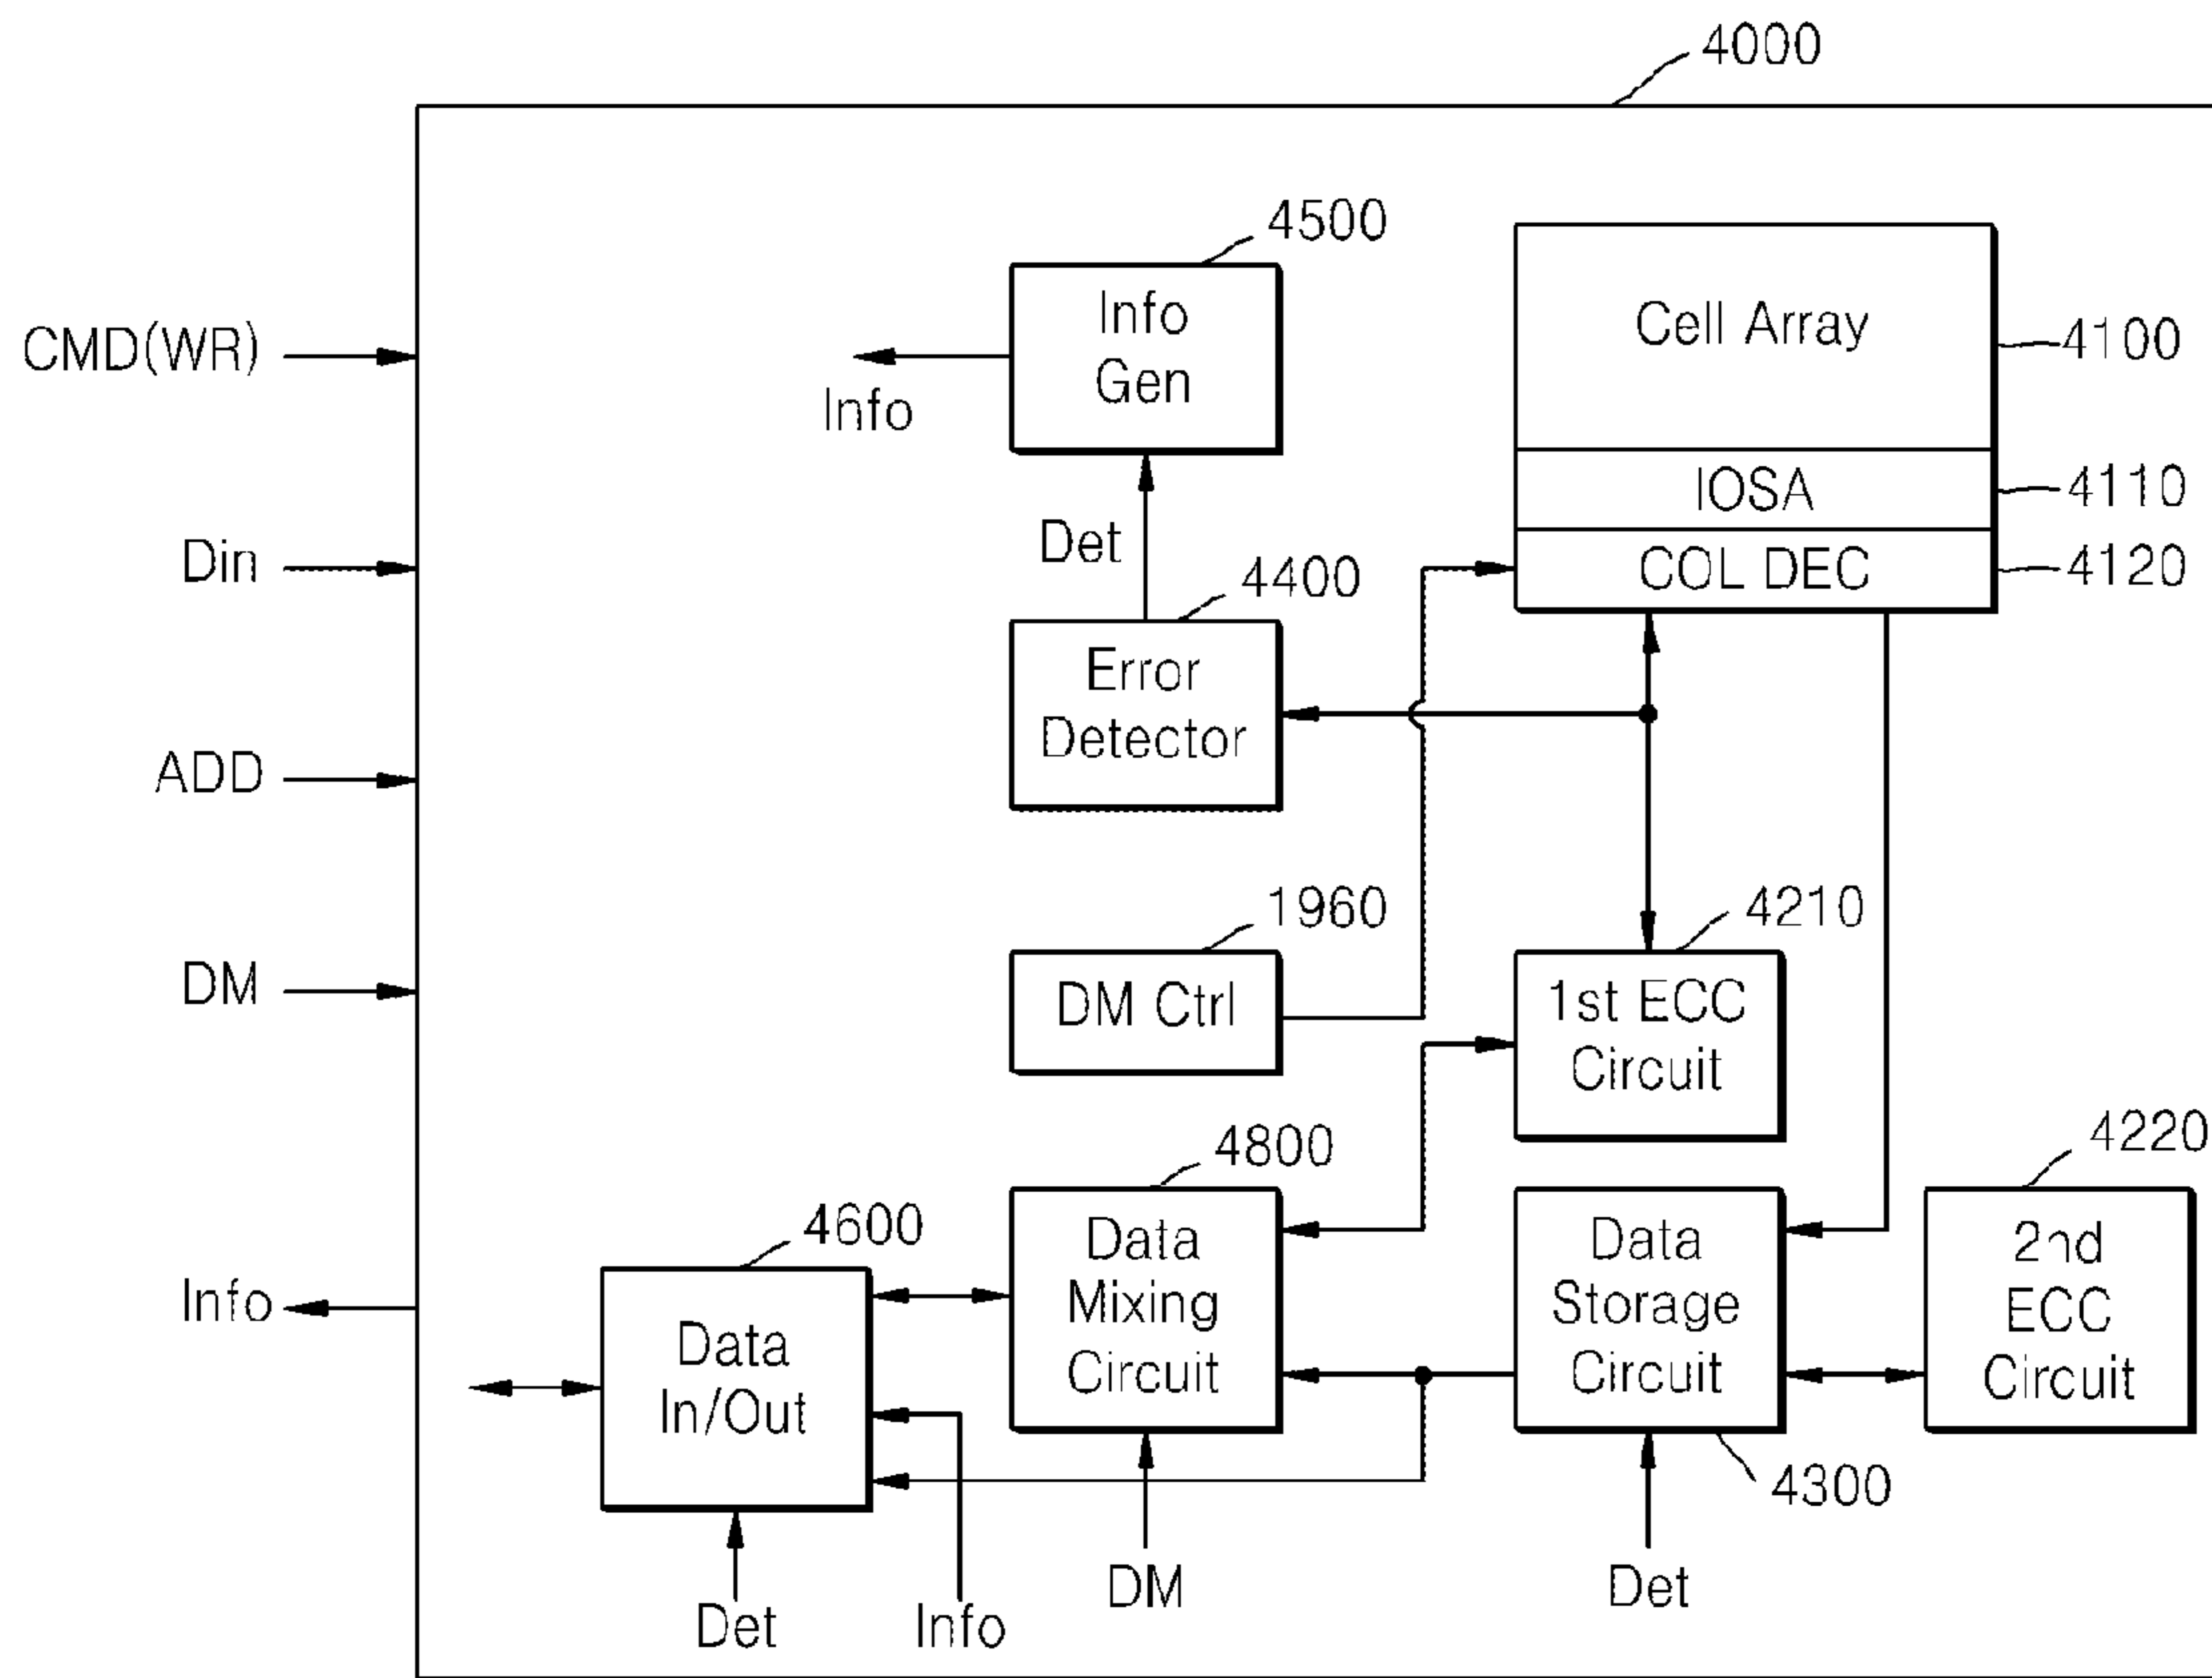 4000
4500
Info
Gen
Info
Cell Array
4100
IOSA
4110
COL DEC
4120
CMD(WR)
Din
ADD
DM
Info
Det
4400
Error
Detector
1960
DM Ctrl
4210
1st ECC
Circuit
4800
Data
Mixing
Circuit
4600
Data
In/Out
Data
Storage
Circuit
4300
4220
2nd
ECC
Circuit
Det
Info
DM
Det